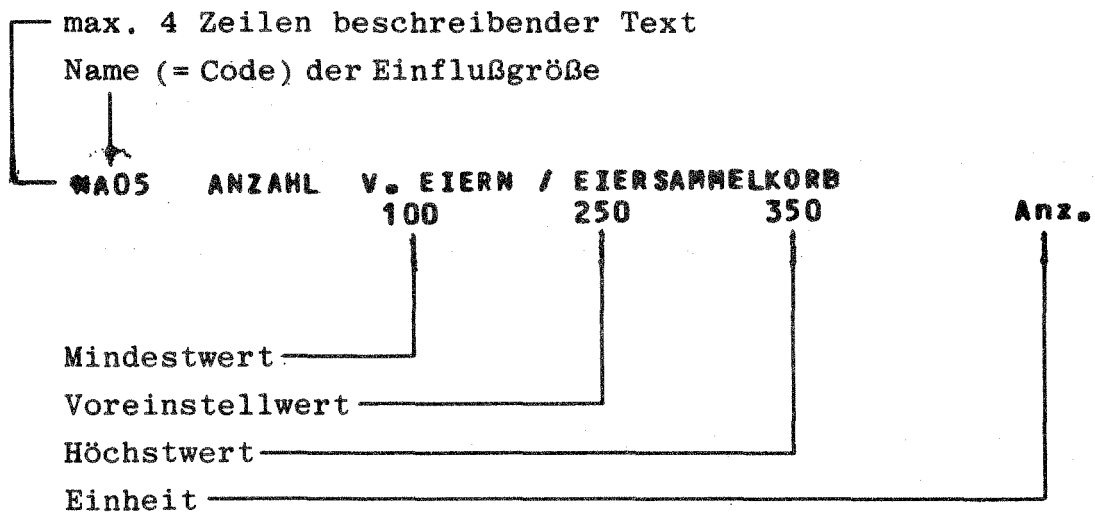 max. 4 Zeilen beschreibender Text
Name (= Code) der Einflußgröße
WA05 ANZAHL V. EIERN / EIERSAMMELKORB
100 250 350 Anz.
Mindestwert
Voreinstellwert
Höchstwert
Einheit